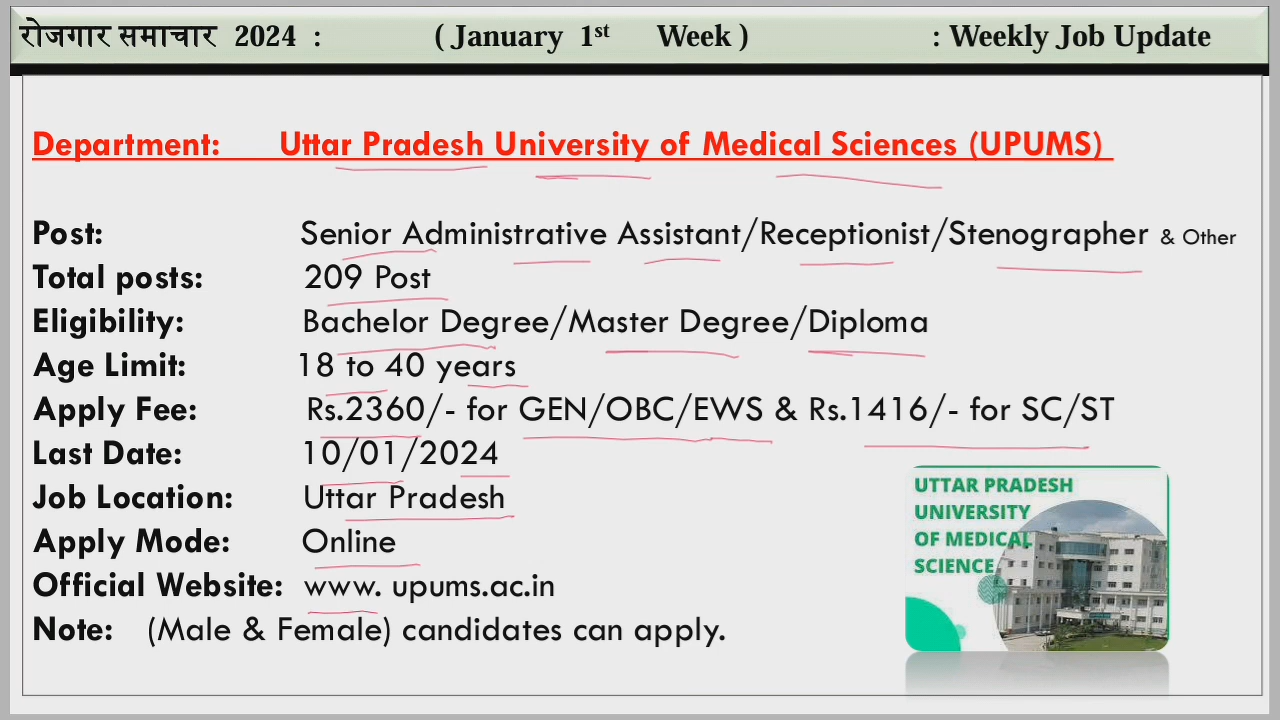 रोजगार समाचार 2024 : ( January 1st Week ) : Weekly Job Update
Department: Uttar Pradesh University of Medical Sciences (UPUMS)
Post: Senior Administrative Assistant/Receptionist/Stenographer & Other
Total posts: 209 Post
Eligibility: Bachelor Degree/Master Degree/Diploma
Age Limit: 18 to 40 years
Apply Fee: Rs.2360/- for GEN/OBC/EWS & Rs.1416/- for SC/ST
Last Date: 10/01/2024
Job Location: Uttar Pradesh
Apply Mode: Online
Official Website: www. upums.ac.in
Note: (Male & Female) candidates can apply.
UTTAR PRADESH
UNIVERSITY
OF MEDICAL
SCIENCE